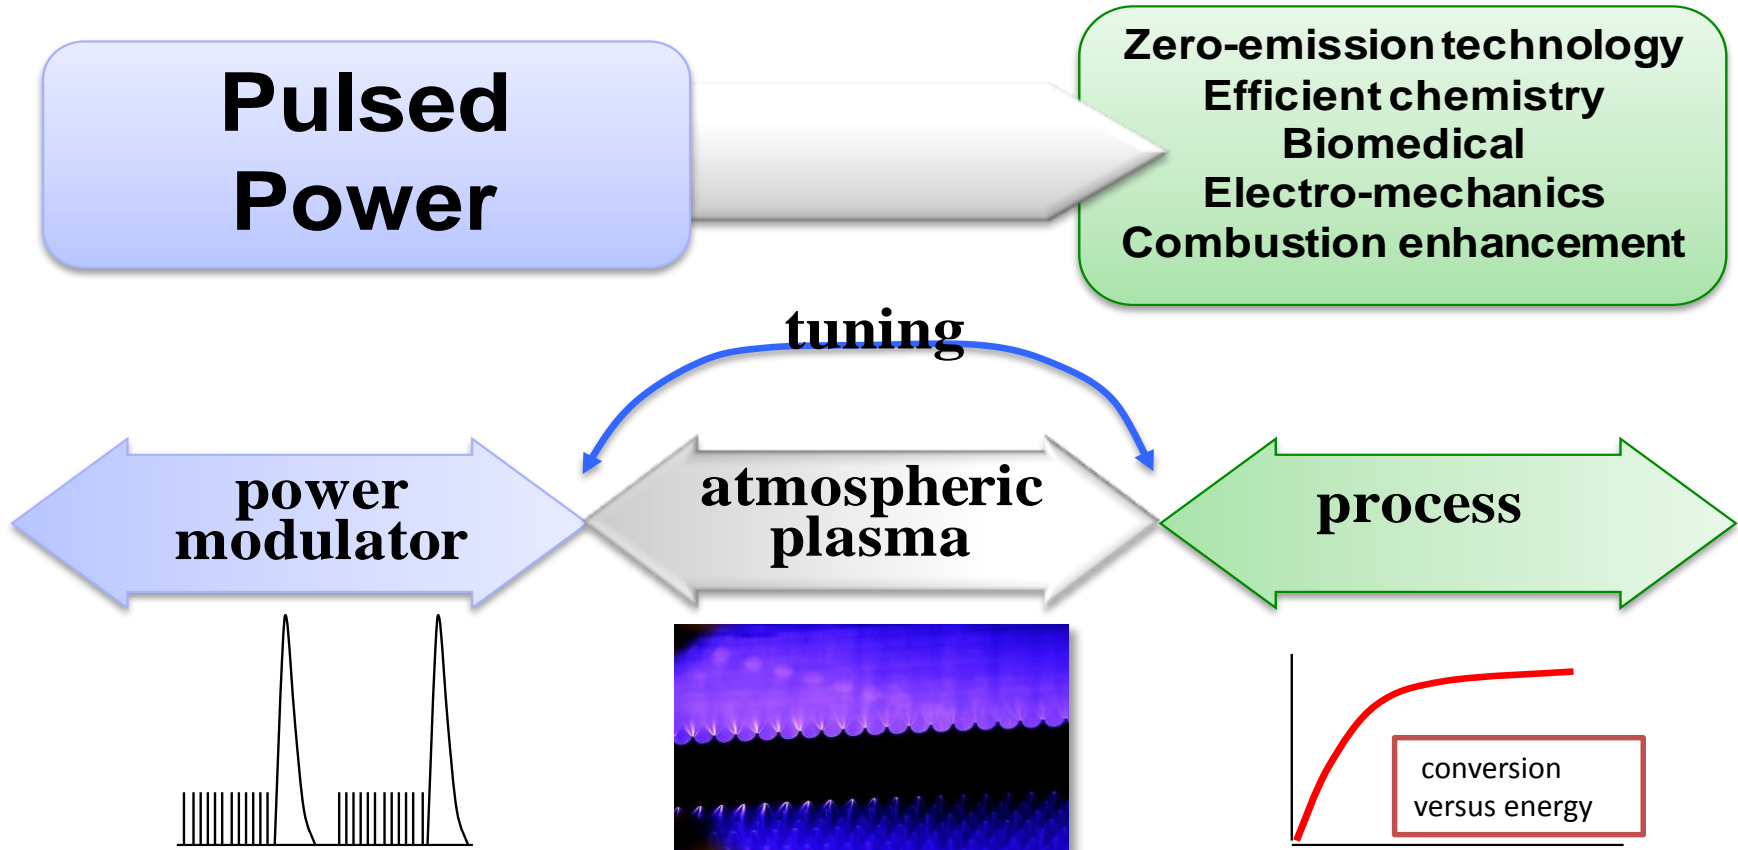 Pulsed
Power
Zero-emission technology
Efficient chemistry
Biomedical
Electro-mechanics
Combustion enhancement
tuning
power
modulator
atmospheric
plasma
process
conversion
versus energy